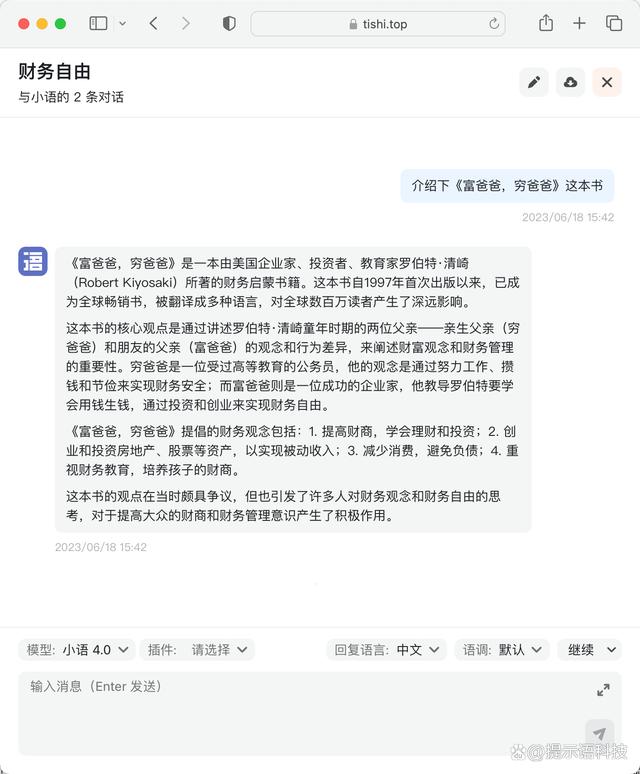 tishi.top
财务自由
与小语的 2 条对话
介绍下《富爸爸，穷爸爸》这本书
2023/06/18 15:42
语
《富爸爸，穷爸爸》是一本由美国企业家、投资者、教育家罗伯特·清崎
（Robert Kiyosaki）所著的财务启蒙书籍。这本书自1997年首次出版以来，已成
为全球畅销书，被翻译成多种语言，对全球数百万读者产生了深远影响。
这本书的核心观点是通过讲述罗伯特·清崎童年时期的两位父亲——亲生父亲（穷
爸爸）和朋友的父亲（富爸爸）的观念和行为差异，来阐述财富观念和财务管理
的重要性。穷爸爸是一位受过高等教育的公务员，他的观念是通过努力工作、攒
钱和节俭来实现财务安全；而富爸爸则是一位成功的企业家，他教导罗伯特要学
会用钱生钱，通过投资和创业来实现财务自由。
《富爸爸，穷爸爸》提倡的财务观念包括：1. 提高财商，学会理财和投资；2. 创
业和投资房地产、股票等资产，以实现被动收入；3. 减少消费，避免负债；4. 重
视财务教育，培养孩子的财商。
这本书的观点在当时颇具争议，但也引发了许多人对财务观念和财务自由的思
考，对于提高大众的财商和财务管理意识产生了积极作用。
2023/06/18 15:42
模型: 小语 4.0 插件: 请选择 回复语言: 中文 语调: 默认 继续
输入消息（Enter 发送）
@提示语科技